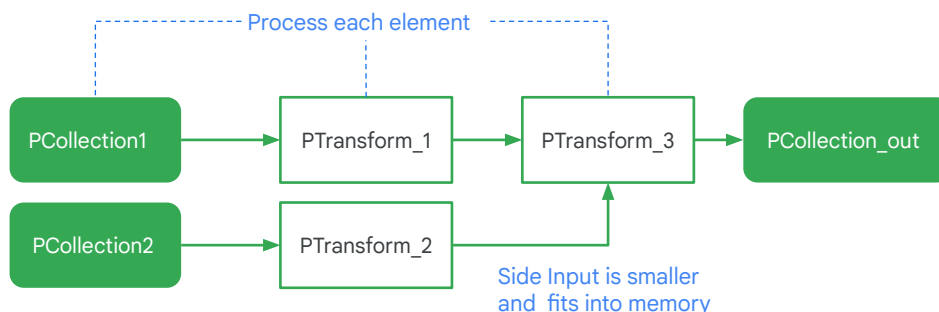 Process each element
PCollection1
PTransform_1
PTransform_3
PCollection_out
PCollection2
PTransform_2
Side Input is smaller
and fits into memory